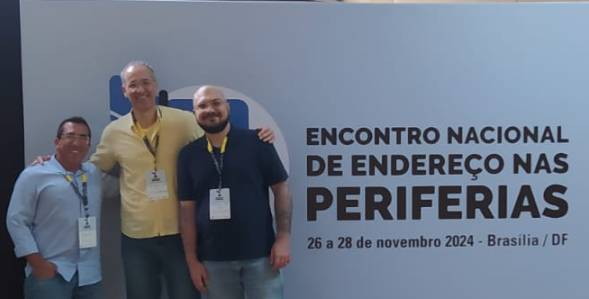 ENCONTRO NACIONAL
DE ENDEREÇO NAS
PERIFERIAS
26 a 28 de novembro 2024 - Brasília / DF